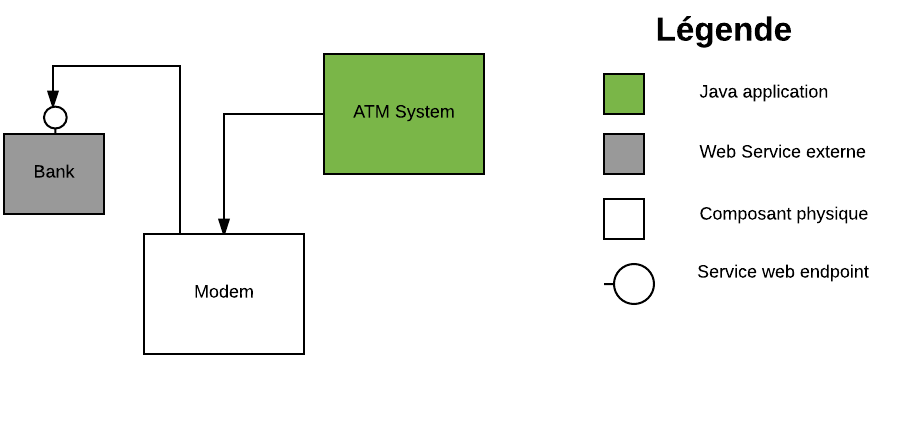 Légende
ATM System
Bank
Modem
Java application
Web Service externe
Composant physique
Service web endpoint